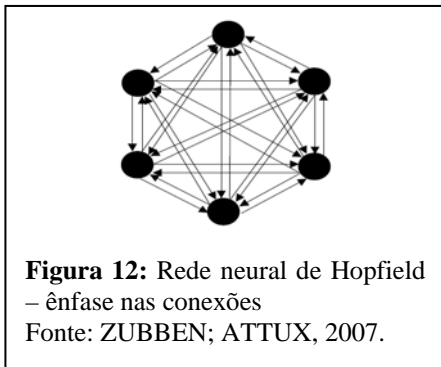 Figura 12: Rede neural de Hopfield
– ênfase nas conexões
Fonte: ZUBBEN; ATTUX, 2007.